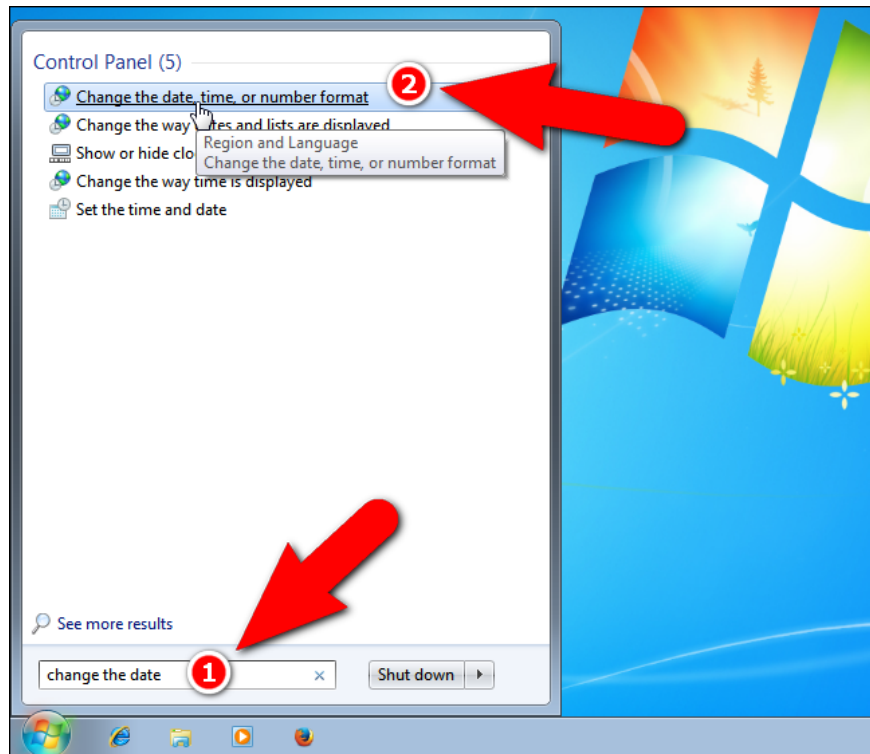 Control Panel (5)
Change the date, time, or number format
2
Change the way dates and lists are displayed
Region and Language
Change the date, time, or number format
Show or hide clo
Change the way time is displayed
Set the time and date
See more results
change the date
1
Shut down